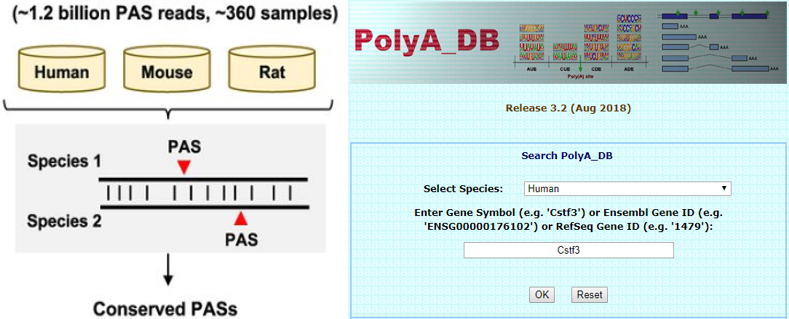 (~1.2 billion PAS reads, ~360 samples)
Human
Mouse
Rat
PAS
Species 1
Species 2
PAS
Conserved PASs
PolyA_DB
AUE
CUE
CDE
ADE
Poly(A) site
AAA
AAA
AAA
AAA
AAA
Release 3.2 (Aug 2018)
Search PolyA_DB
Select Species:
Human
Enter Gene Symbol (e.g. 'Cstf3') or Ensembl Gene ID (e.g.
'ENSG00000176102') or RefSeq Gene ID (e.g. '1479'):
Cstf3
OK
Reset